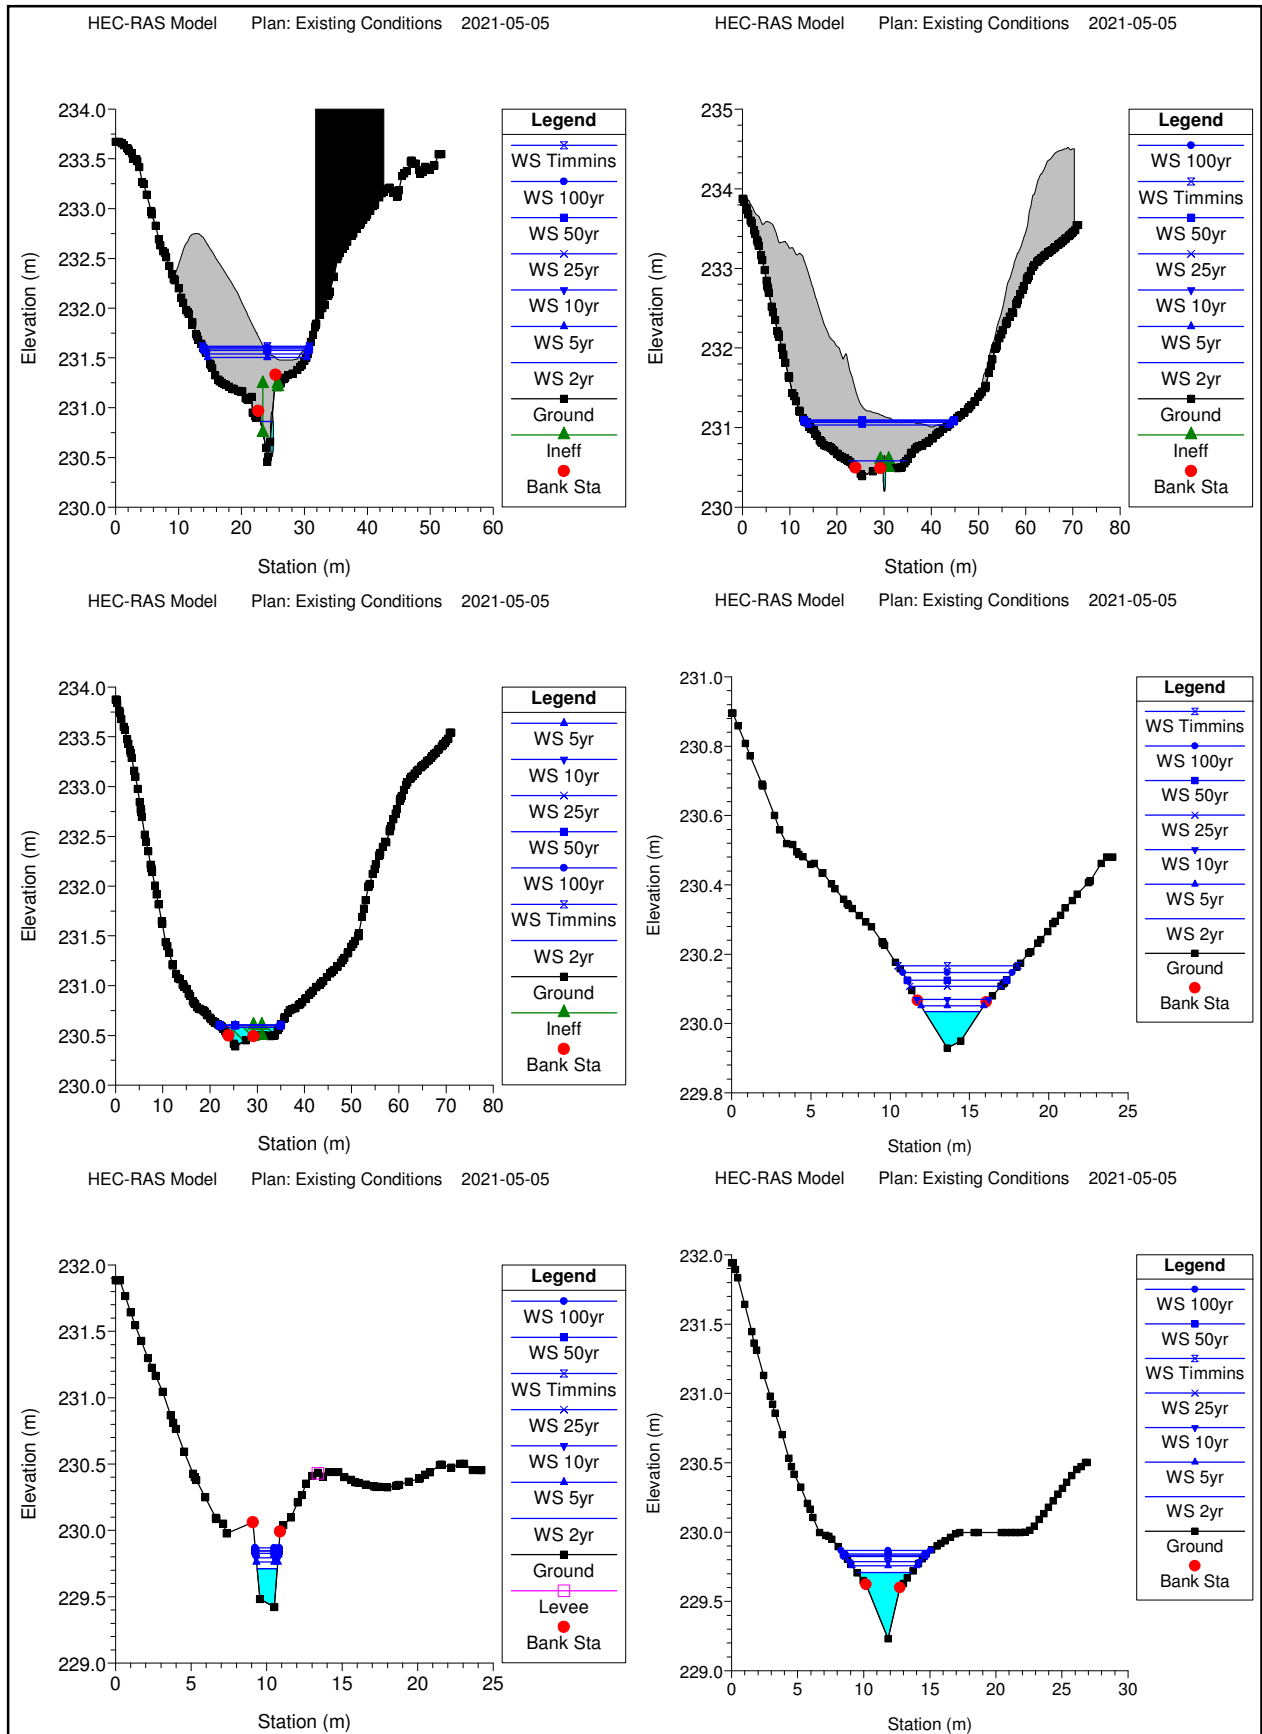 HEC-RAS Model Plan: Existing Conditions 2021-05-05
234.0
233.5
233.0
232.5
232.0
231.5
231.0
230.5
230.0
Elevation (m)
0 10 20 30 40 50 60
Station (m)
Legend
WS Timmins
WS 100yr
WS 50yr
WS 25yr
WS 10yr
WS 5yr
WS 2yr
Ground
Ineff
Bank Sta
HEC-RAS Model Plan: Existing Conditions 2021-05-05
235
234
233
232
231
230
Elevation (m)
0 10 20 30 40 50 60 70 80
Station (m)
Legend
WS 100yr
WS Timmins
WS 50yr
WS 25yr
WS 10yr
WS 5yr
WS 2yr
Ground
Ineff
Bank Sta
HEC-RAS Model Plan: Existing Conditions 2021-05-05
234.0
233.5
233.0
232.5
232.0
231.5
231.0
230.5
230.0
Elevation (m)
0 10 20 30 40 50 60 70 80
Station (m)
Legend
WS 5yr
WS 10yr
WS 25yr
WS 50yr
WS 100yr
WS Timmins
WS 2yr
Ground
Ineff
Bank Sta
HEC-RAS Model Plan: Existing Conditions 2021-05-05
231.0
230.8
230.6
230.4
230.2
230.0
229.8
Elevation (m)
0 5 10 15 20 25
Station (m)
Legend
WS Timmins
WS 100yr
WS 50yr
WS 25yr
WS 10yr
WS 5yr
WS 2yr
Ground
Bank Sta
HEC-RAS Model Plan: Existing Conditions 2021-05-05
232.0
231.5
231.0
230.5
230.0
229.5
229.0
Elevation (m)
0 5 10 15 20 25
Station (m)
Legend
WS 100yr
WS 50yr
WS Timmins
WS 25yr
WS 10yr
WS 5yr
WS 2yr
Ground
Levee
Bank Sta
HEC-RAS Model Plan: Existing Conditions 2021-05-05
232.0
231.5
231.0
230.5
230.0
229.5
229.0
Elevation (m)
0 5 10 15 20 25 30
Station (m)
Legend
WS 100yr
WS 50yr
WS Timmins
WS 25yr
WS 10yr
WS 5yr
WS 2yr
Ground
Bank Sta